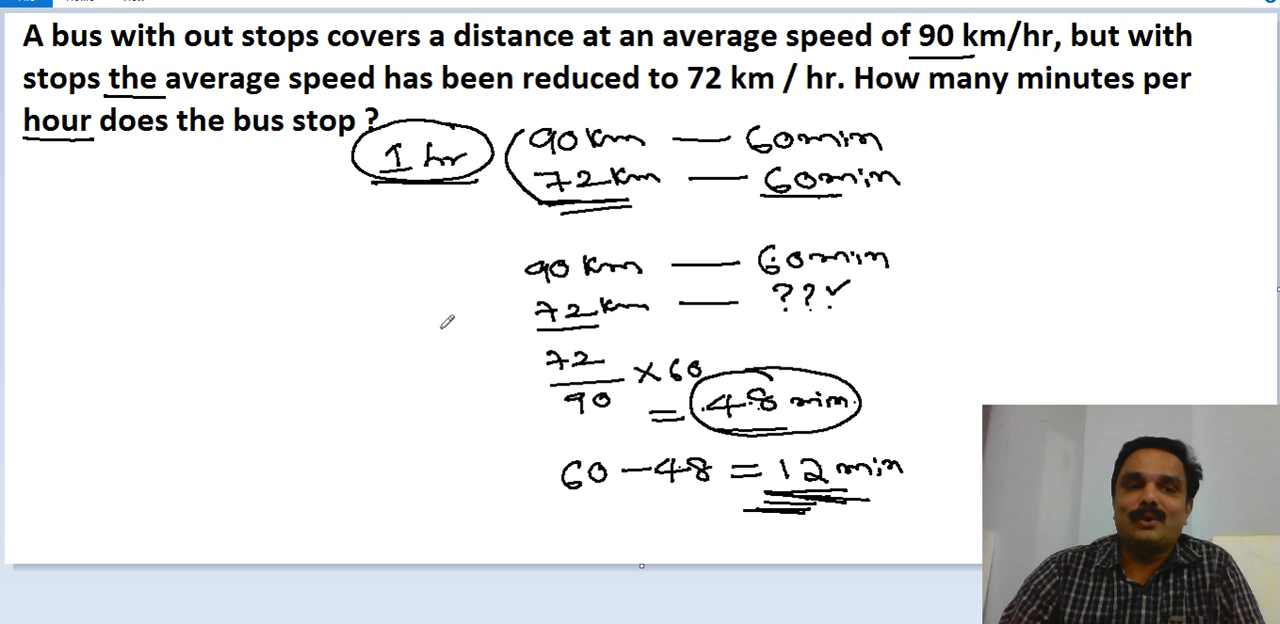 A bus with out stops covers a distance at an average speed of 90 km/hr, but with
stops the average speed has been reduced to 72 km / hr. How many minutes per
hour does the bus stop ?
1 hr
90 km — 60 min
72 km — 60 min
90 km — 60 min
72 km — ??✓
72/90 × 60
= 48 min
60 − 48 = 12 min